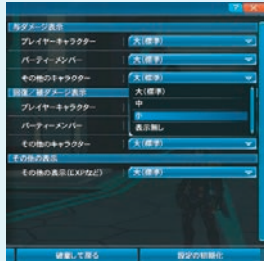 与ダメージ表示
プレイヤーキャラクター 大(標準)
パーティーメンバー 大(標準)
その他のキャラクター 大(標準)
大(標準)
中
小
表示無し
回復/被ダメージ表示
プレイヤーキャラクター
パーティーメンバー
その他のキャラクター 大(標準)
その他の表示
その他の表示(EXPなど) 大(標準)
破棄して戻る 設定の初期化